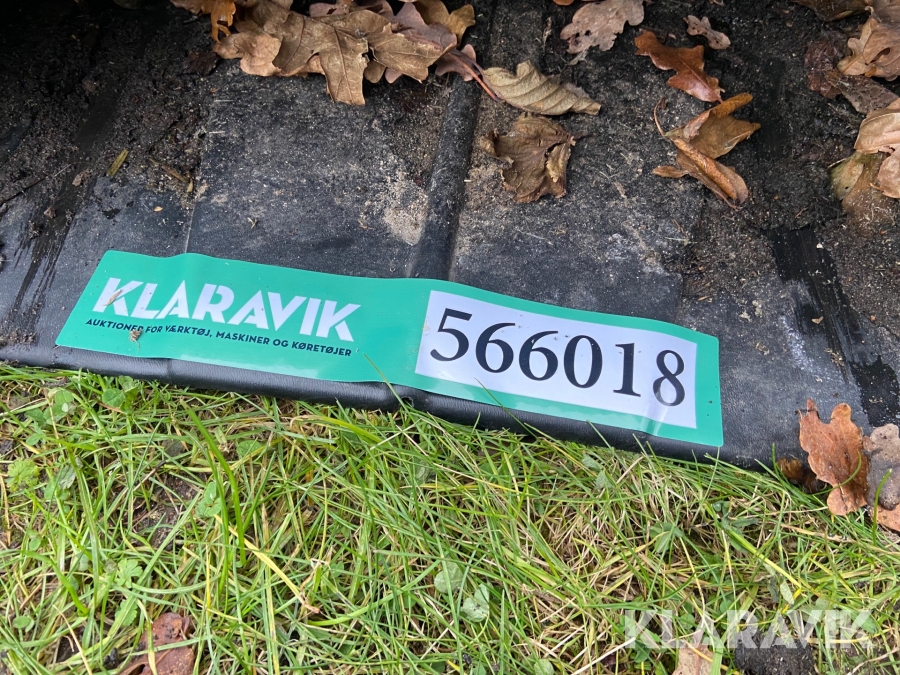 KLARAVIK
AUKTIONER FOR VÆRKTØJ, MASKINER OG KØRETØJER
566018
KLARAVIK